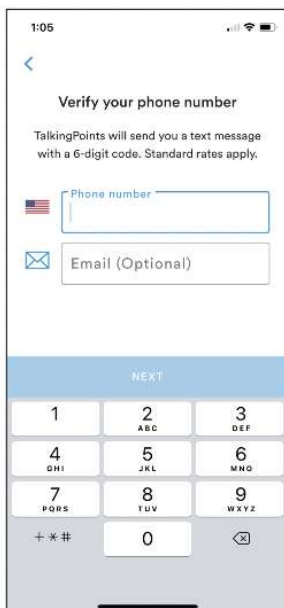 1:05
Verify your phone number
TalkingPoints will send you a text message
with a 6-digit code. Standard rates apply.
Phone number
Email (Optional)
NEXT
1 2 3
ABC DEF
4 5 6
GHI JKL MNO
7 8 9
PQRS TUV WXYZ
+ * # 0